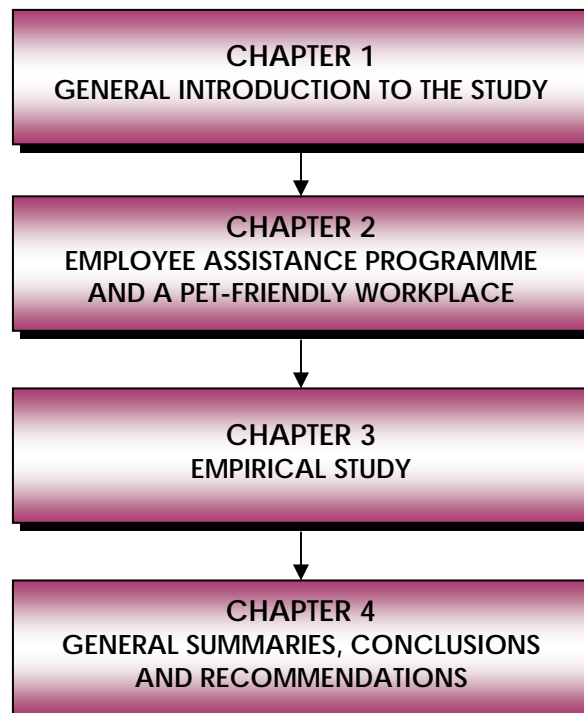 CHAPTER 1
GENERAL INTRODUCTION TO THE STUDY
CHAPTER 2
EMPLOYEE ASSISTANCE PROGRAMME
AND A PET-FRIENDLY WORKPLACE
CHAPTER 3
EMPIRICAL STUDY
CHAPTER 4
GENERAL SUMMARIES, CONCLUSIONS
AND RECOMMENDATIONS